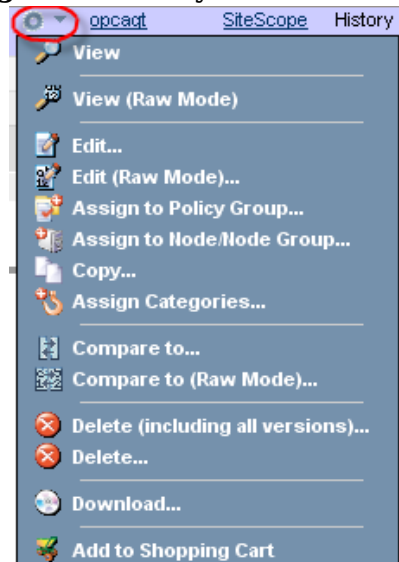 opcaqt SiteScope History
View
View (Raw Mode)
Edit...
Edit (Raw Mode)...
Assign to Policy Group...
Assign to Node/Node Group...
Copy...
Assign Categories...
Compare to...
Compare to (Raw Mode)...
Delete (including all versions)...
Delete...
Download...
Add to Shopping Cart